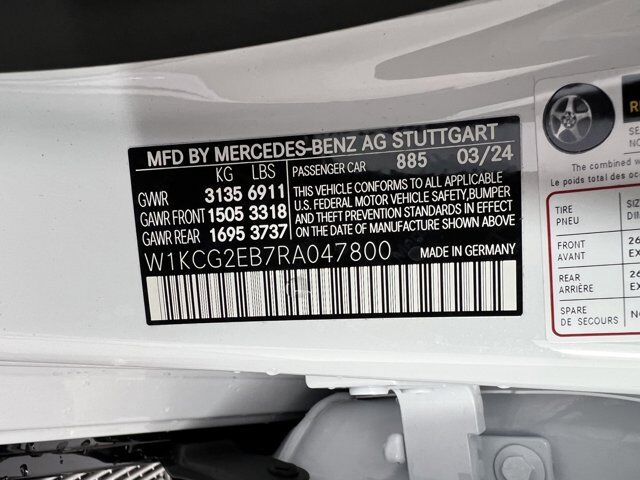 MFD BY MERCEDES-BENZ AG STUTTGART
KG LBS
PASSENGER CAR 885 03/24
GVWR 3135 6911
GAWR FRONT 1505 3318
GAWR REAR 1695 3737
THIS VEHICLE CONFORMS TO ALL APPLICABLE
U.S. FEDERAL MOTOR VEHICLE SAFETY,BUMPER
AND THEFT PREVENTION STANDARDS IN EFFECT
ON THE DATE OF MANUFACTURE SHOWN ABOVE
W1KCG2EB7RA047800 MADE IN GERMANY
The combined w
Le poids total des occ
TIRE
PNEU
FRONT
AVANT
REAR
ARRIÈRE
SPARE
DE SECOURS